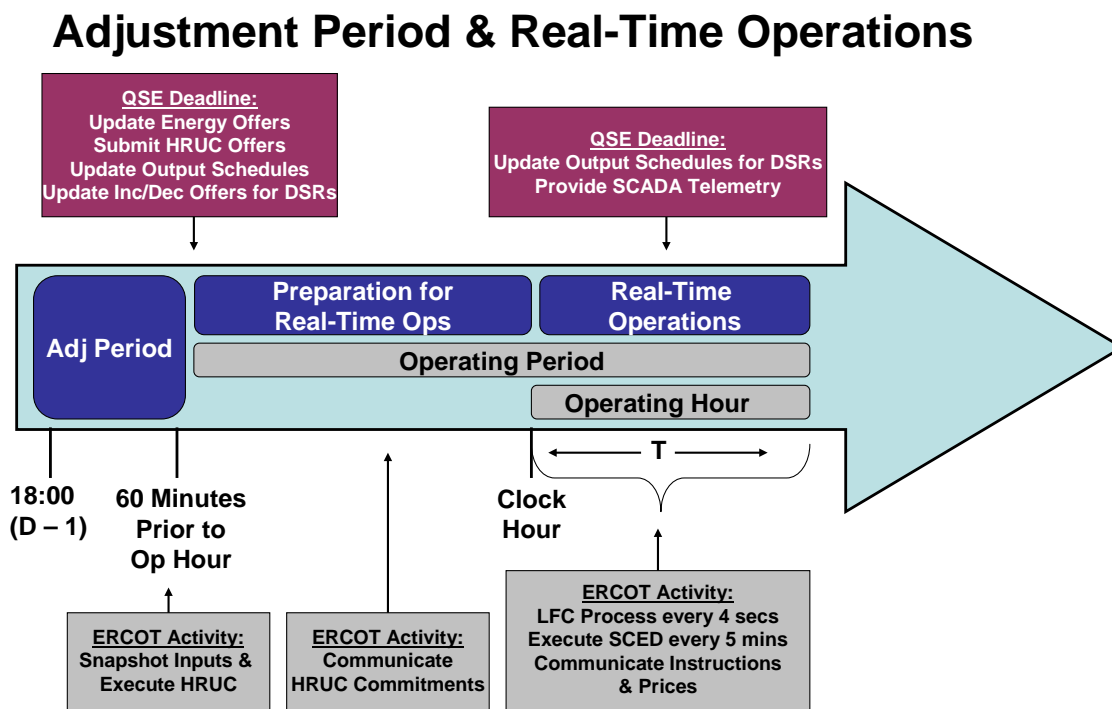 Adjustment Period & Real-Time Operations
QSE Deadline:
Update Energy Offers
Submit HRUC Offers
Update Output Schedules
Update Inc/Dec Offers for DSRs
QSE Deadline:
Update Output Schedules for DSRs
Provide SCADA Telemetry
Adj Period
Preparation for
Real-Time Ops
Real-Time
Operations
Operating Period
Operating Hour
T
18:00
(D – 1)
60 Minutes
Prior to
Op Hour
Clock
Hour
ERCOT Activity:
Snapshot Inputs &
Execute HRUC
ERCOT Activity:
Communicate
HRUC Commitments
ERCOT Activity:
LFC Process every 4 secs
Execute SCED every 5 mins
Communicate Instructions
& Prices